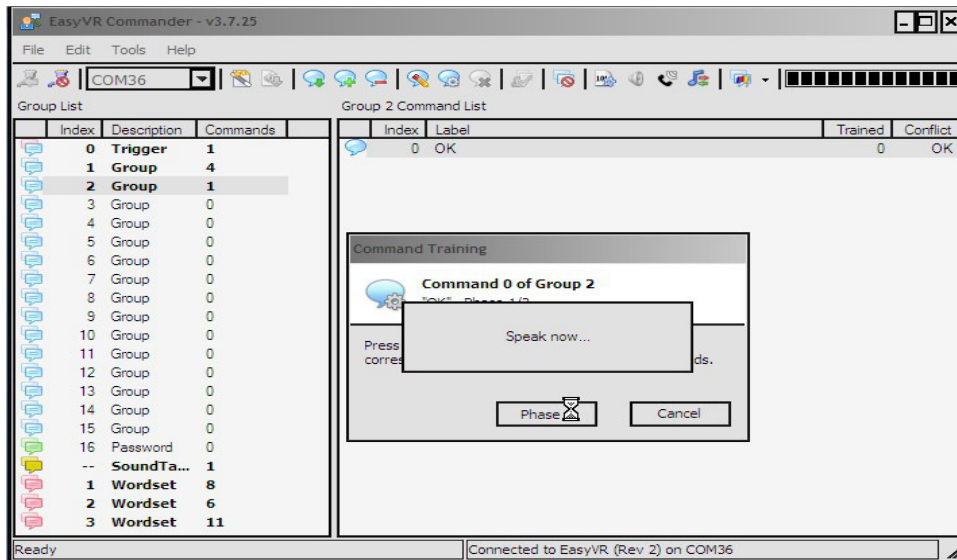 EasyVR Commander - v3.7.25
File Edit Tools Help
COM36
Group List
Index Description Commands
0 Trigger 1
1 Group 4
2 Group 1
3 Group 0
4 Group 0
5 Group 0
6 Group 0
7 Group 0
8 Group 0
9 Group 0
10 Group 0
11 Group 0
12 Group 0
13 Group 0
14 Group 0
15 Group 0
16 Password 0
-- SoundTa... 1
1 Wordset 8
2 Wordset 6
3 Wordset 11
Group 2 Command List
Index Label Trained Conflict
0 OK 0 OK
Command Training
Command 0 of Group 2
Speak now...
Press
corres ds.
Phase
Cancel
Ready
Connected to EasyVR (Rev 2) on COM36